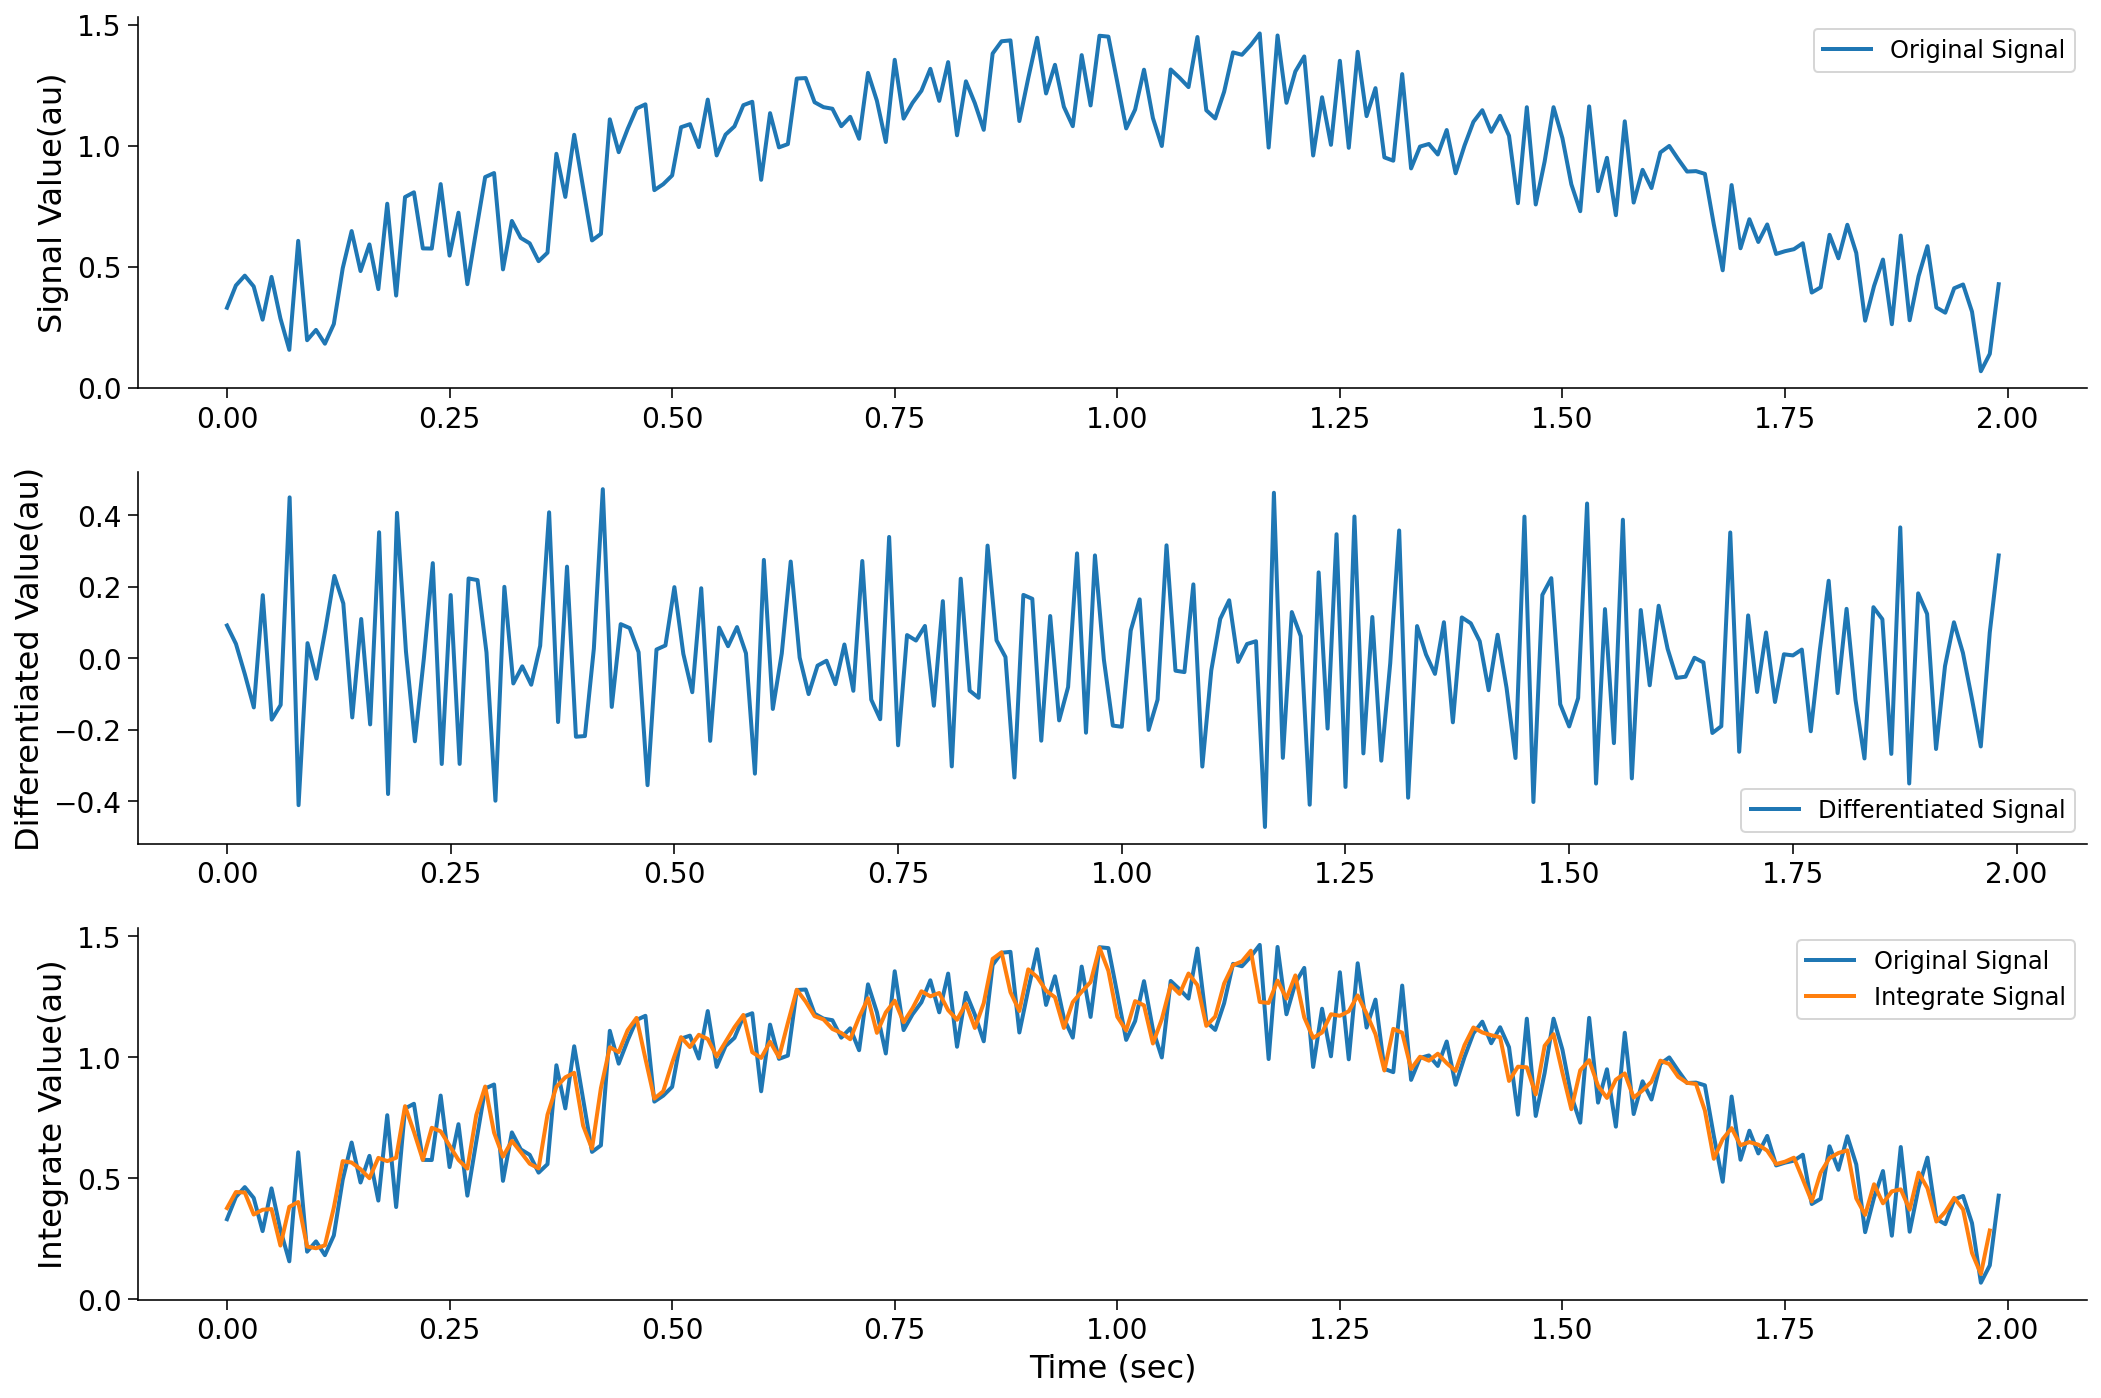 Signal Value(au)
1.5
1.0
0.5
0.0
Original Signal
0.00 0.25 0.50 0.75 1.00 1.25 1.50 1.75 2.00
Differentiated Value(au)
0.4
0.2
0.0
−0.2
−0.4
Differentiated Signal
0.00 0.25 0.50 0.75 1.00 1.25 1.50 1.75 2.00
Integrate Value(au)
1.5
1.0
0.5
0.0
Original Signal
Integrate Signal
0.00 0.25 0.50 0.75 1.00 1.25 1.50 1.75 2.00
Time (sec)